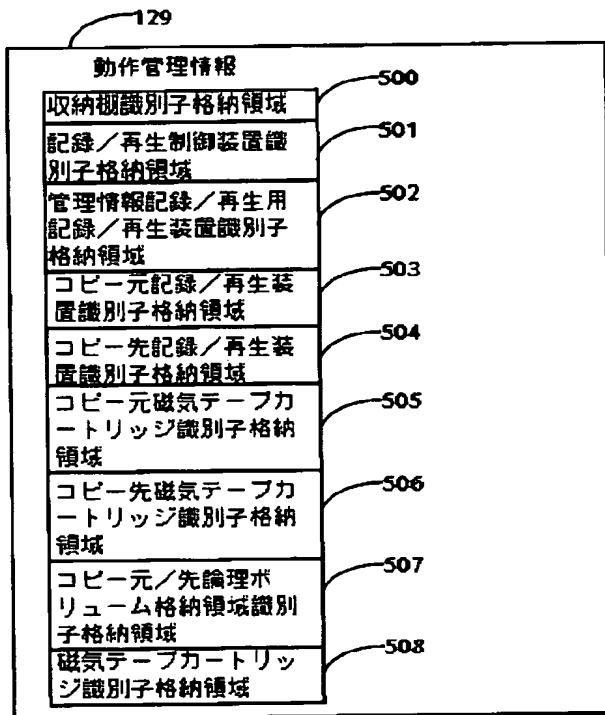 129
動作管理情報
収納棚識別子格納領域
500
記録／再生制御装置識
別子格納領域
501
管理情報記録／再生用
記録／再生装置識別子
格納領域
502
コピー元記録／再生装
置識別子格納領域
503
コピー先記録／再生装
置識別子格納領域
504
コピー元磁気テープカ
ートリッジ識別子格納
領域
505
コピー先磁気テープカ
ートリッジ識別子格納
領域
506
コピー元／先論理ボ
リューム格納領域識別
子格納領域
507
磁気テープカートリッ
ジ識別子格納領域
508